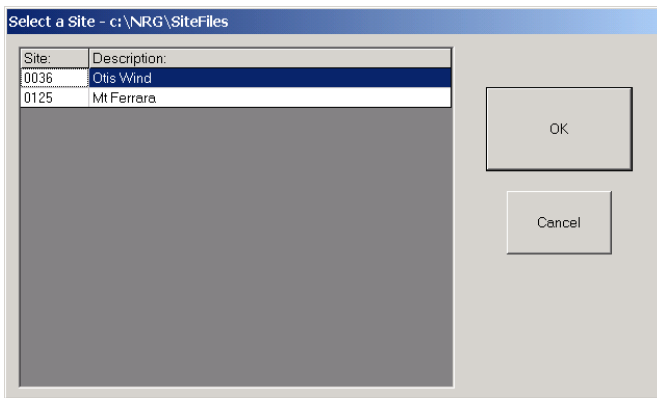 Select a Site - c:\NRG\SiteFiles
Site: Description:
0036 Otis Wind
0125 Mt Ferrara
OK
Cancel